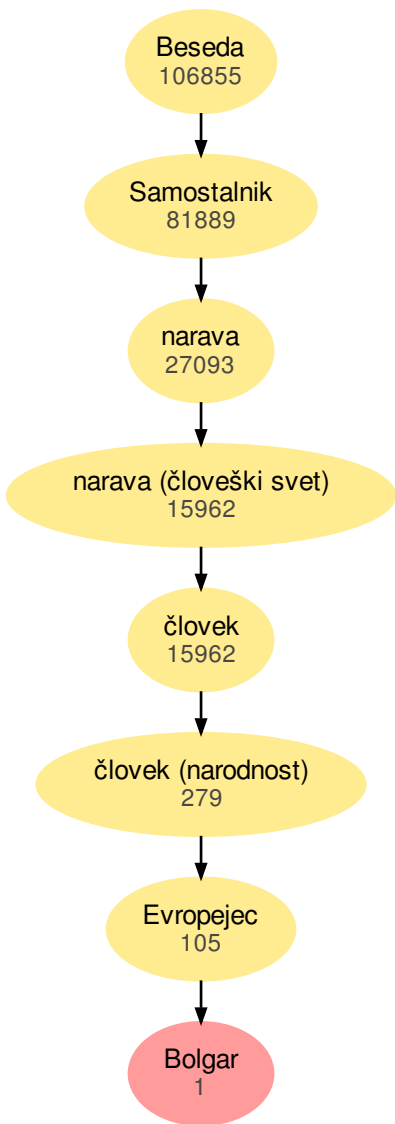 Beseda
106855
Samostalnik
81889
narava
27093
narava (človeški svet)
15962
človek
15962
človek (narodnost)
279
Evropejec
105
Bolgar
1